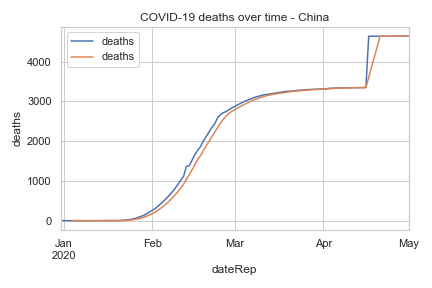 COVID-19 deaths over time - China
deaths
deaths
deaths
4000
3000
2000
1000
0
Jan
2020
Feb
Mar
Apr
May
dateRep